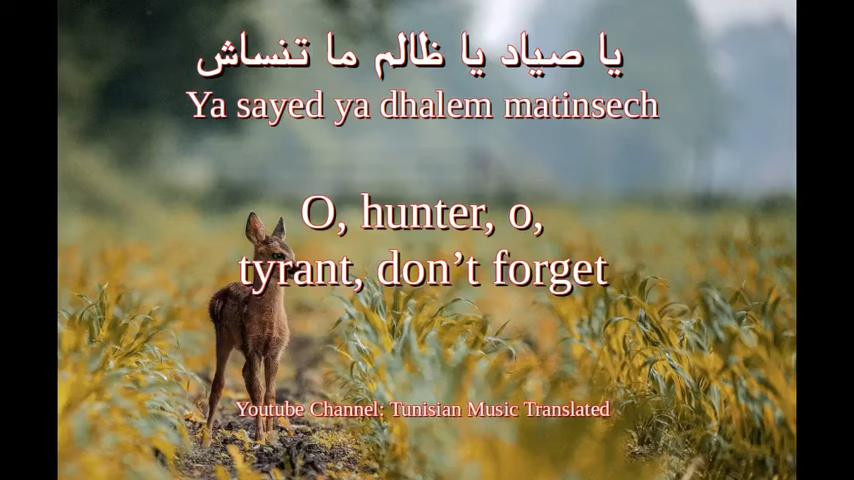 يا صياد يا ظالم ما تنساش
Ya sayed ya dhalem matinsech
O, hunter, o,
tyrant, don’t forget
Youtube Channel: Tunisian Music Translated